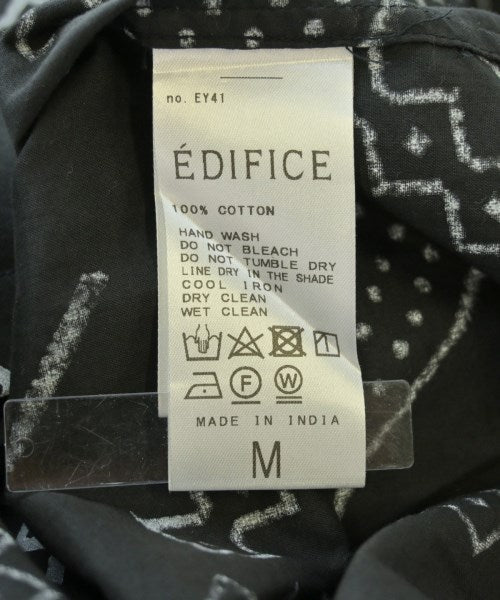 no. EY41
ÉDIFICE
100% COTTON
HAND WASH
DO NOT BLEACH
DO NOT TUMBLE DRY
LINE DRY IN THE SHADE
COOL IRON
DRY CLEAN
WET CLEAN
F
W
MADE IN INDIA
M